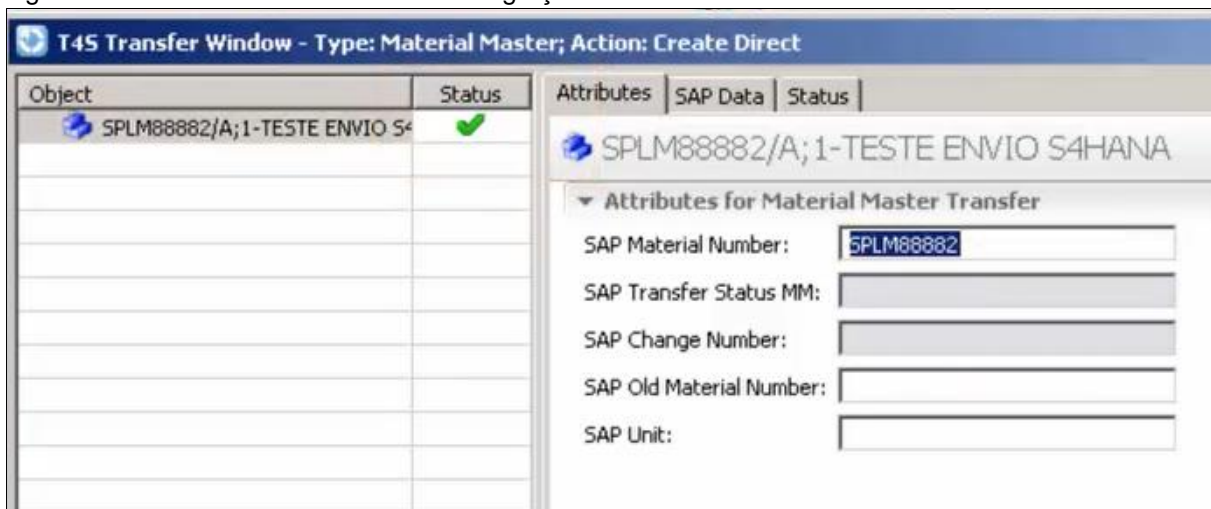 T4S Transfer Window - Type: Material Master; Action: Create Direct
Object Status
SPLM88882/A;1-TESTE ENVIO S4
Attributes SAP Data Status
SPLM88882/A;1-TESTE ENVIO S4HANA
Attributes for Material Master Transfer
SAP Material Number: SPLM88882
SAP Transfer Status MM:
SAP Change Number:
SAP Old Material Number:
SAP Unit: